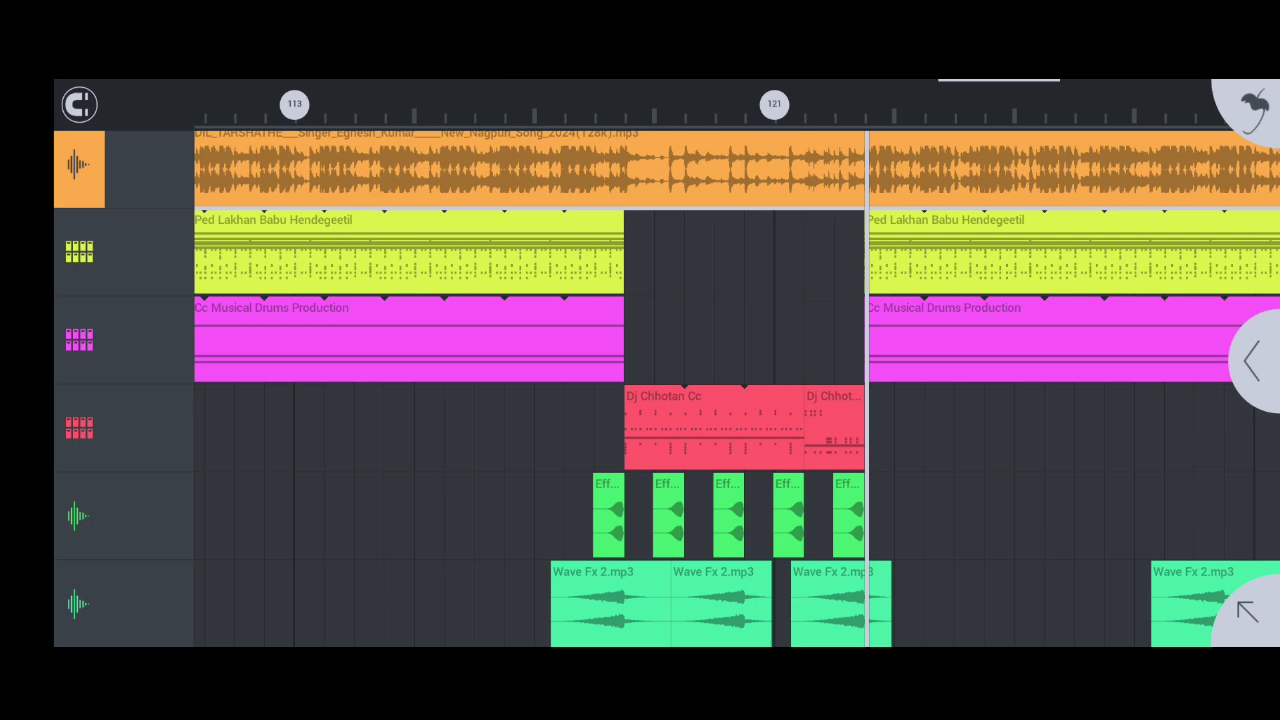 113
121
DIL_TARSHATHE___Singer_Eghesh_Kumar____New_Nagpuri_Song_2024(128k).mp3
Ped Lakhan Babu Hendegeetil
Ped Lakhan Babu Hendegeetil
Cc Musical Drums Production
Cc Musical Drums Production
Dj Chhotan Cc
Dj Chhot...
Eff...
Eff...
Eff...
Eff...
Eff...
Wave Fx 2.mp3
Wave Fx 2.mp3
Wave Fx 2.mp3
Wave Fx 2.mp3